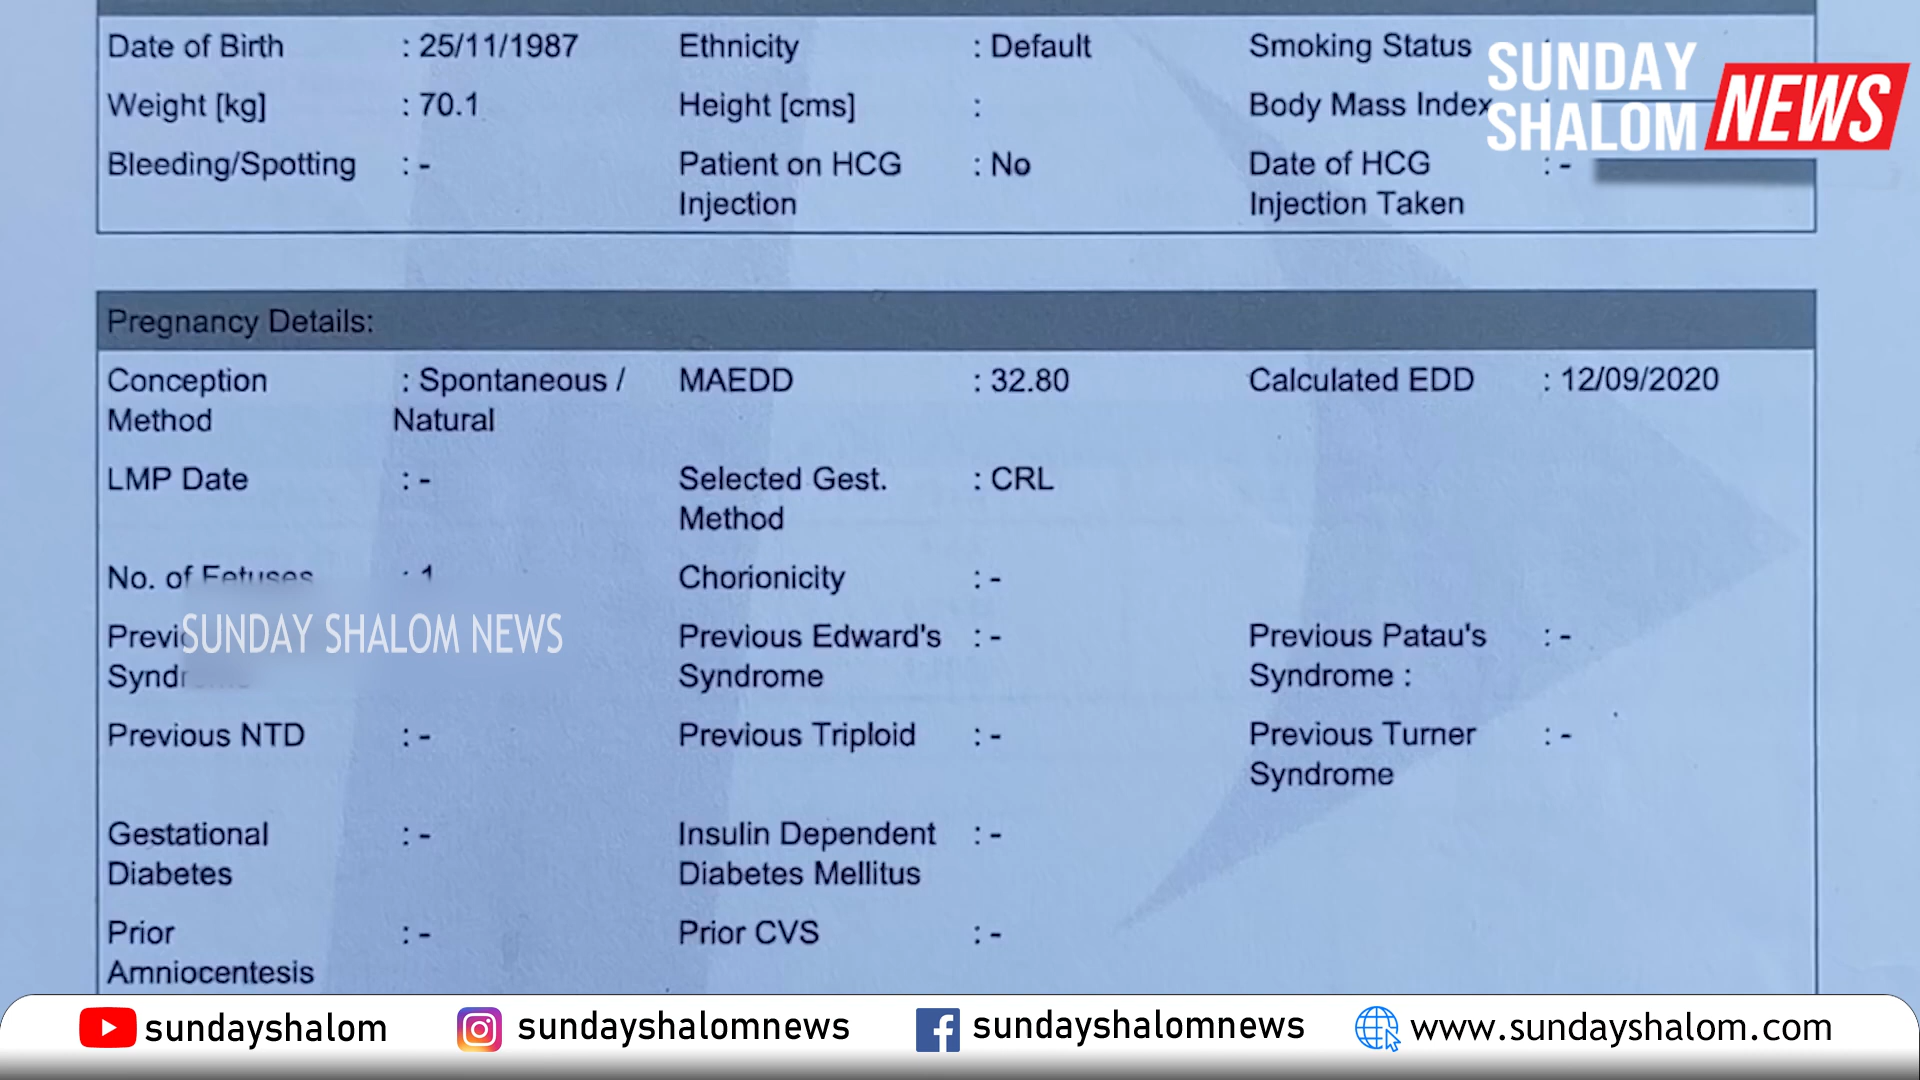 Date of Birth : 25/11/1987 Ethnicity : Default Smoking Status
SUNDAY
SHALOM NEWS
Weight [kg] : 70.1 Height [cms] : Body Mass Index
Bleeding/Spotting : - Patient on HCG : No Date of HCG : -
Injection Injection Taken
Pregnancy Details:
Conception : Spontaneous / MAEDD : 32.80 Calculated EDD : 12/09/2020
Method Natural
LMP Date : - Selected Gest. : CRL
Method
No. of Fetuses : 1 Chorionicity : -
SUNDAY SHALOM NEWS Previous Edward's : - Previous Patau's : -
Syndrome Syndrome :
Previous NTD : - Previous Triploid : - Previous Turner : -
Syndrome
Gestational : - Insulin Dependent : -
Diabetes Diabetes Mellitus
Prior : - Prior CVS : -
Amniocentesis
sundayshalom sundayshalomnews sundayshalomnews www.sundayshalom.com